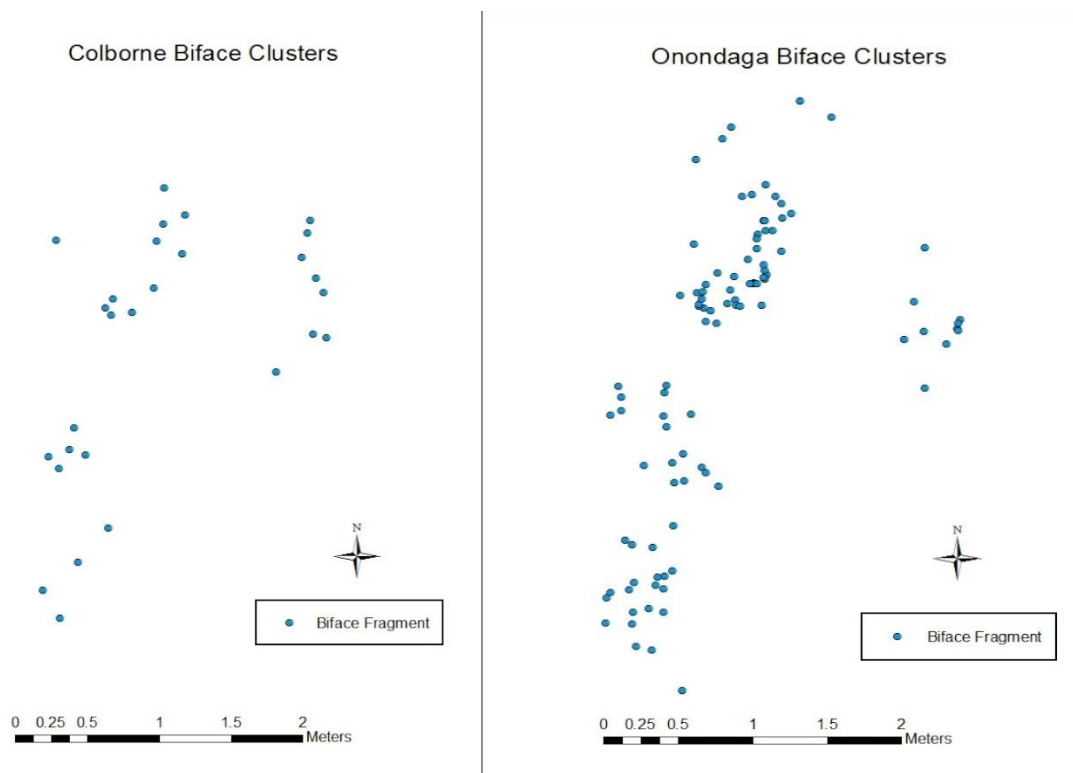 Colborne Biface Clusters
N
Biface Fragment
0 0.25 0.5 1 1.5 2
Meters
Onondaga Biface Clusters
N
Biface Fragment
0 0.25 0.5 1 1.5 2
Meters